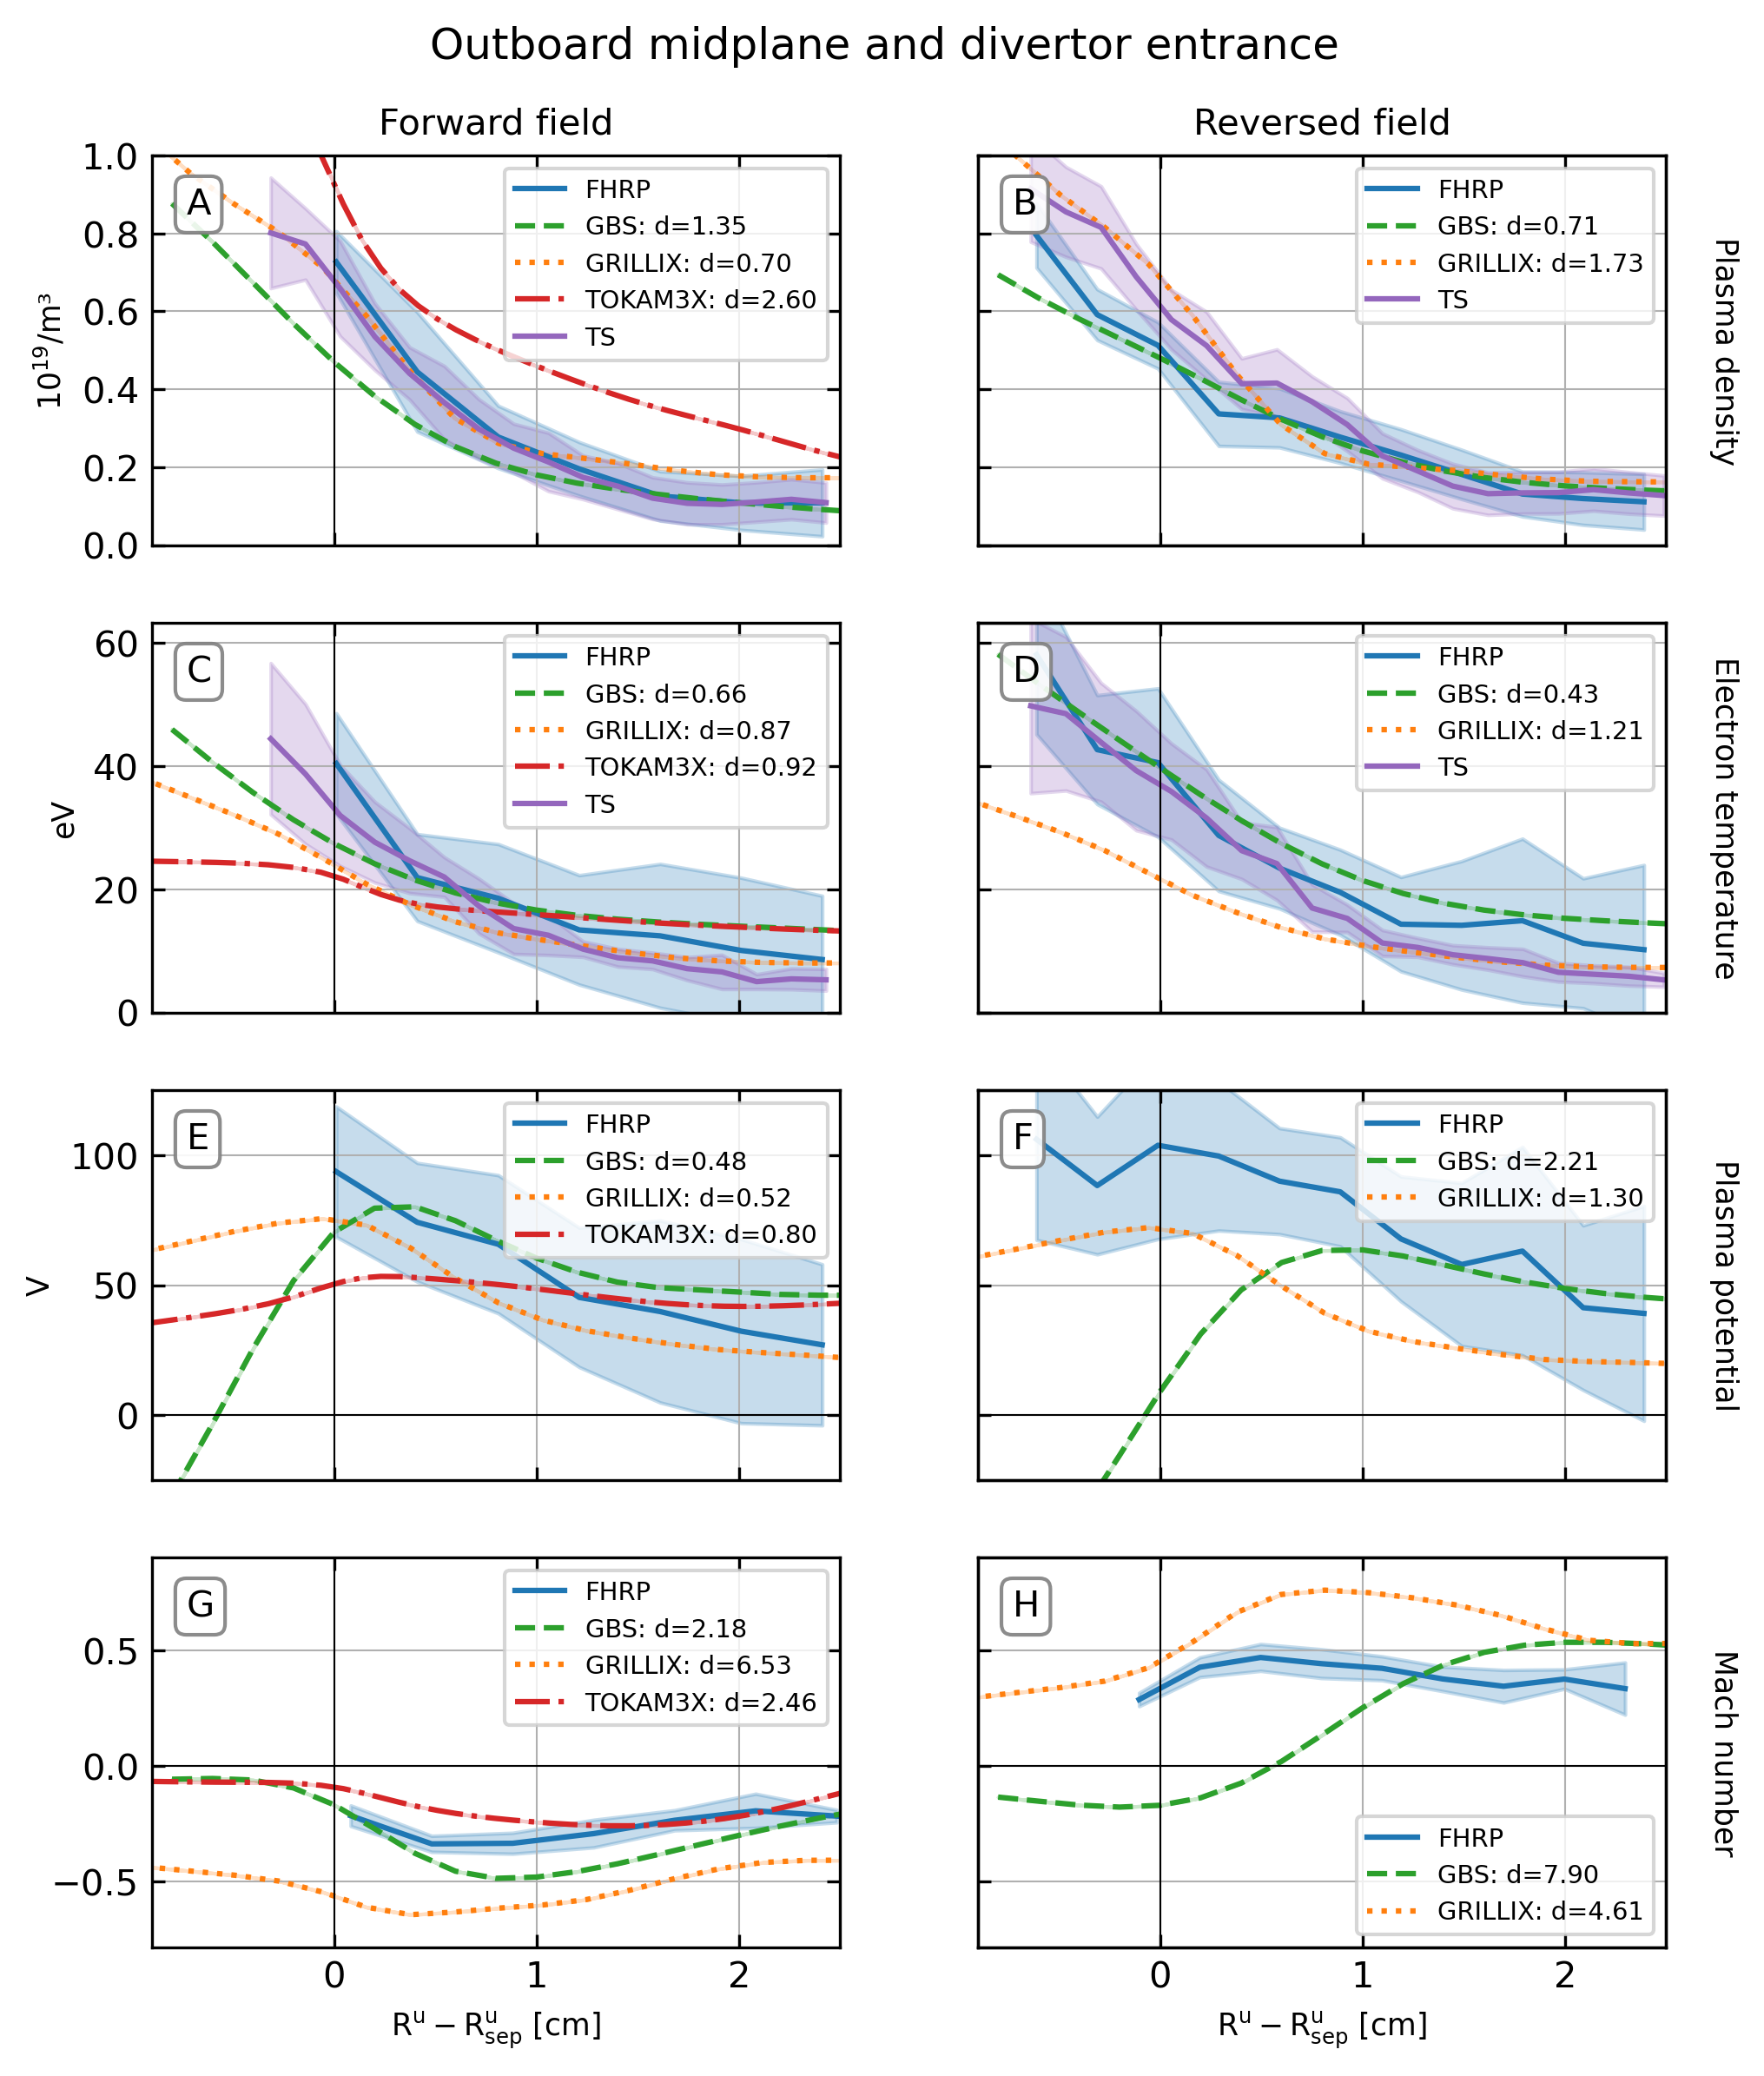 Outboard midplane and divertor entrance
Forward field
Reversed field
A
FHRP
GBS: d=1.35
GRILLIX: d=0.70
TOKAM3X: d=2.60
TS
1.0
0.8
0.6
0.4
0.2
0.0
10¹⁹/m³
B
FHRP
GBS: d=0.71
GRILLIX: d=1.73
TS
Plasma density
C
FHRP
GBS: d=0.66
GRILLIX: d=0.87
TOKAM3X: d=0.92
TS
60
40
20
0
eV
D
FHRP
GBS: d=0.43
GRILLIX: d=1.21
TS
Electron temperature
E
FHRP
GBS: d=0.48
GRILLIX: d=0.52
TOKAM3X: d=0.80
100
50
0
V
F
FHRP
GBS: d=2.21
GRILLIX: d=1.30
Plasma potential
G
FHRP
GBS: d=2.18
GRILLIX: d=6.53
TOKAM3X: d=2.46
0.5
0.0
−0.5
H
FHRP
GBS: d=7.90
GRILLIX: d=4.61
Mach number
0 1 2
0 1 2
R^u − R^u_sep [cm]
R^u − R^u_sep [cm]